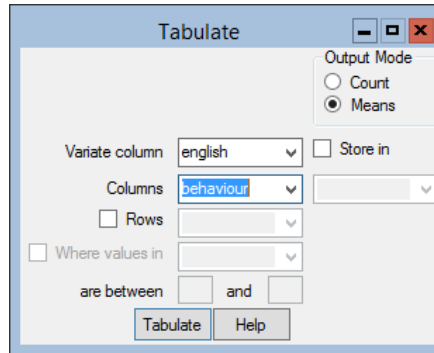 Tabulate
Output Mode
Count
Means
Variate column english Store in
Columns behaviour
Rows
Where values in
are between and
Tabulate Help